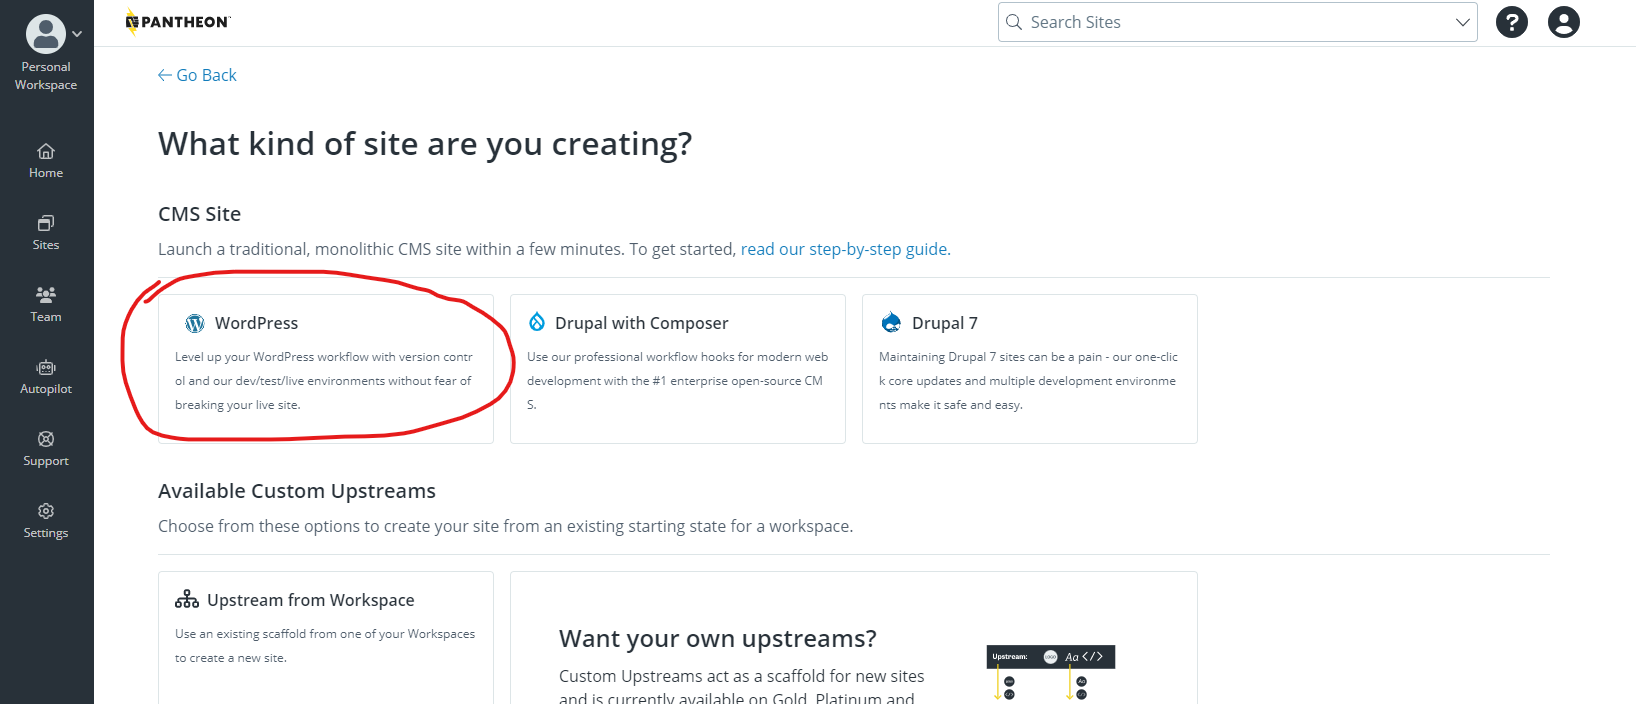 Personal
Workspace
Home
Sites
Team
Autopilot
Support
Settings
PANTHEON
Search Sites
?
Go Back
What kind of site are you creating?
CMS Site
Launch a traditional, monolithic CMS site within a few minutes. To get started, read our step-by-step guide.
WordPress
Level up your WordPress workflow with version contr
ol and our dev/test/live environments without fear of
breaking your live site.
Drupal with Composer
Use our professional workflow hooks for modern web
development with the #1 enterprise open-source CM
S.
Drupal 7
Maintaining Drupal 7 sites can be a pain - our one-clic
k core updates and multiple development environme
nts make it safe and easy.
Available Custom Upstreams
Choose from these options to create your site from an existing starting state for a workspace.
Upstream from Workspace
Use an existing scaffold from one of your Workspaces
to create a new site.
Want your own upstreams?
Custom Upstreams act as a scaffold for new sites
and is currently available on Gold, Platinum and
Upstream: LOGO Aa </>
Aa
</> </>